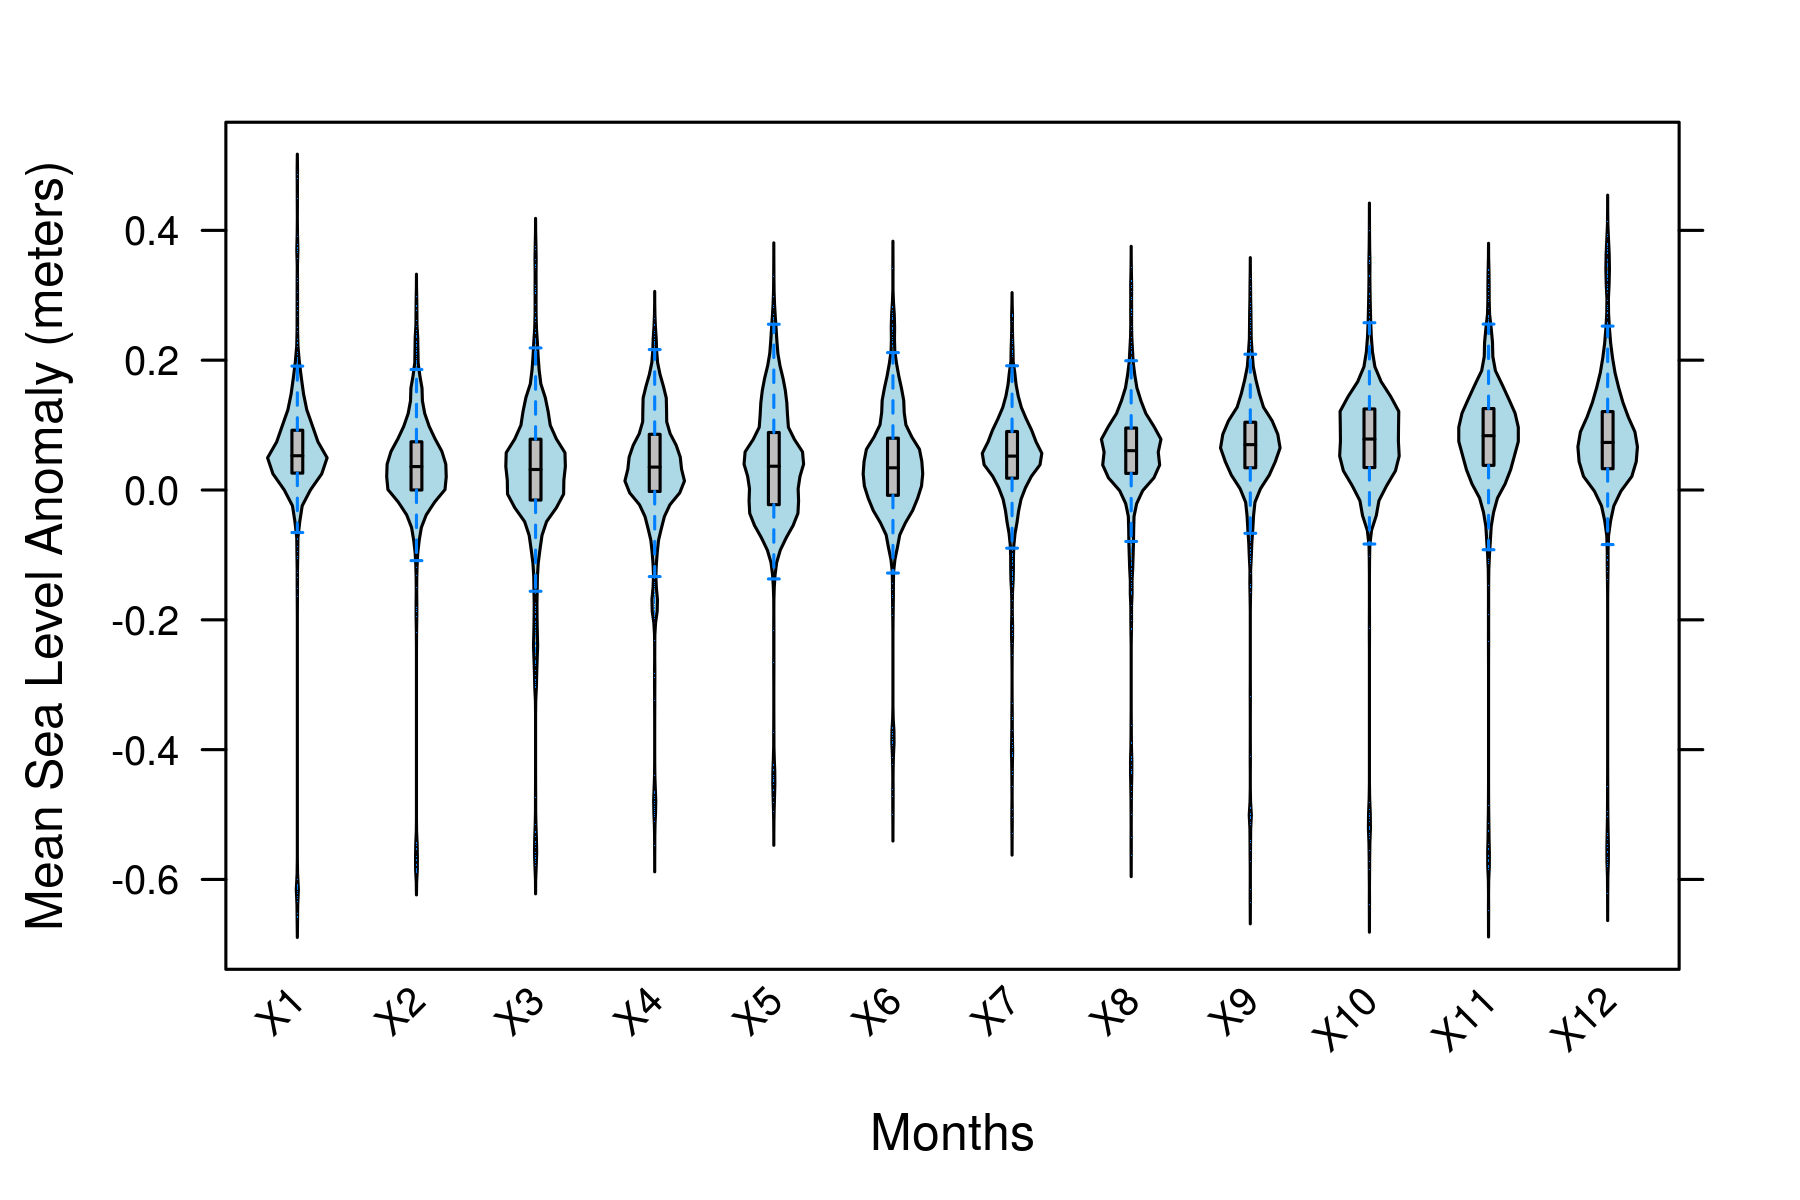 Mean Sea Level Anomaly (meters)
0.4
0.2
0.0
-0.2
-0.4
-0.6
X1 X2 X3 X4 X5 X6 X7 X8 X9 X10 X11 X12
Months